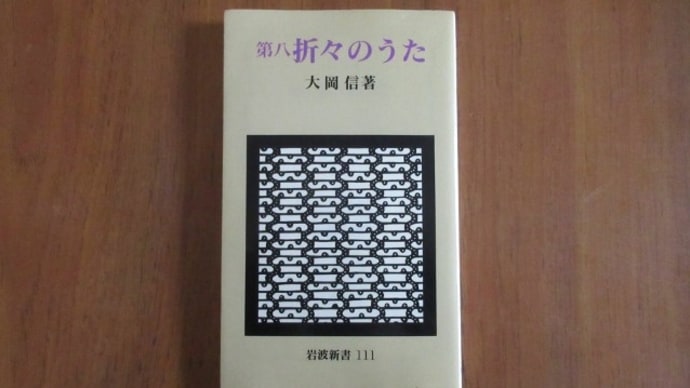 第八折々のうた
大岡信著
岩波新書 111